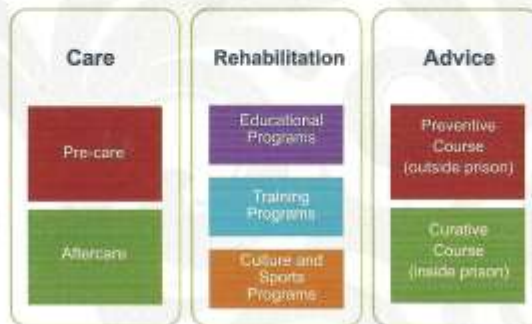 Care
Pre-care
Aftercare
Rehabilitation
Educational
Programs
Training
Programs
Culture and
Sports
Programs
Advice
Preventive
Course
(outside prison)
Curative
Course
(inside prison)